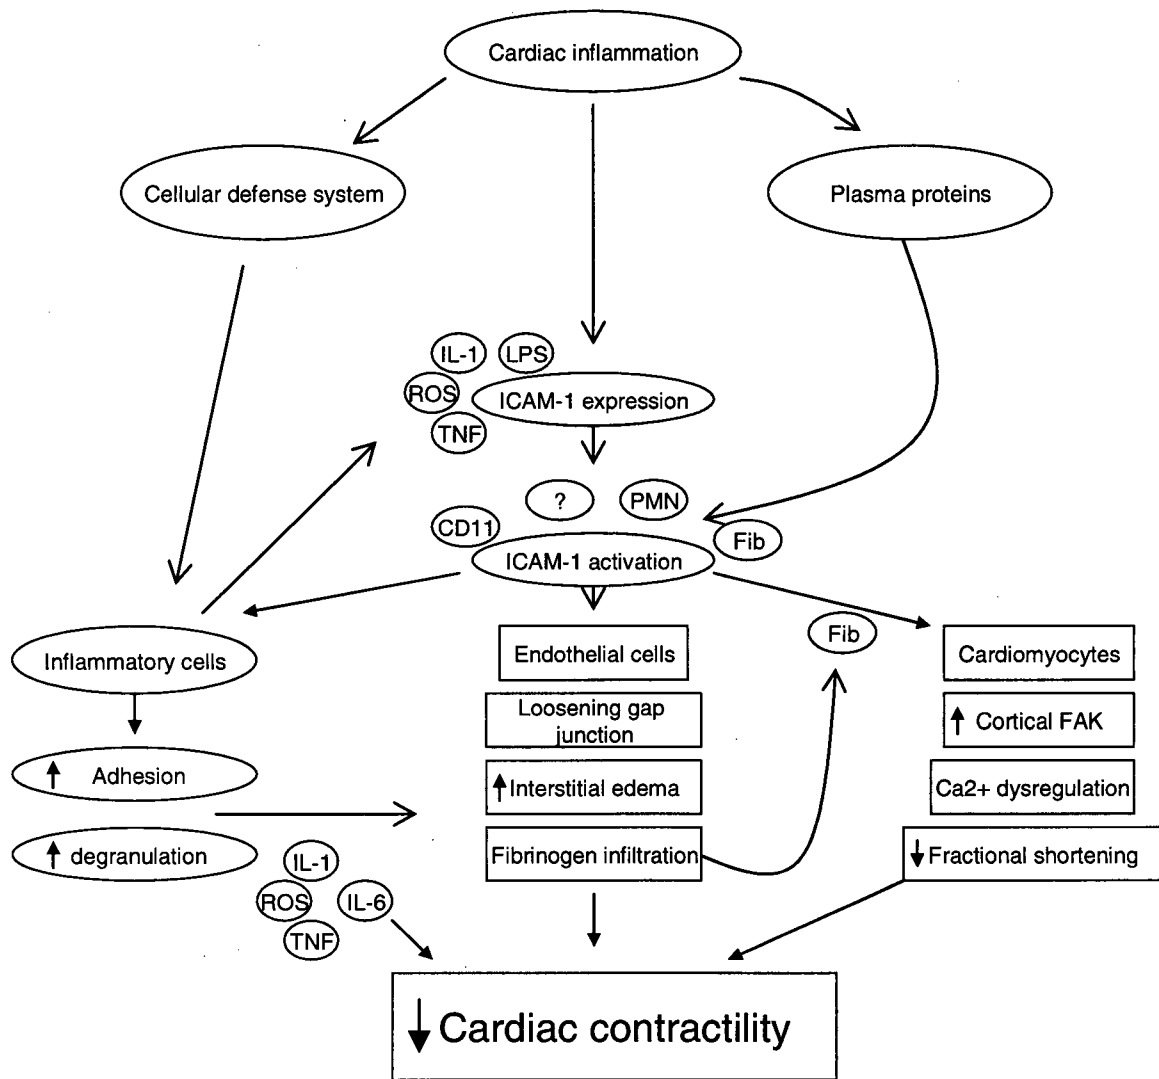 Cardiac inflammation
Cellular defense system
Plasma proteins
IL-1
LPS
ROS
ICAM-1 expression
TNF
?
PMN
CD11
Fib
ICAM-1 activation
Inflammatory cells
Endothelial cells
Fib
Cardiomyocytes
Loosening gap
junction
↑ Cortical FAK
↑ Adhesion
↑ Interstitial edema
Ca2+ dysregulation
↑ degranulation
Fibrinogen infiltration
↓ Fractional shortening
IL-1
ROS
IL-6
TNF
↓ Cardiac contractility